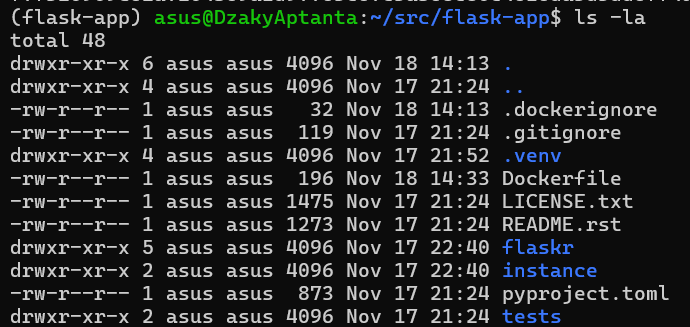 (flask-app) asus@DzakyAptanta:~/src/flask-app$ ls -la
total 48
drwxr-xr-x 6 asus asus 4096 Nov 18 14:13 .
drwxr-xr-x 4 asus asus 4096 Nov 17 21:24 ..
-rw-r--r-- 1 asus asus   32 Nov 18 14:13 .dockerignore
-rw-r--r-- 1 asus asus  119 Nov 17 21:24 .gitignore
drwxr-xr-x 4 asus asus 4096 Nov 17 21:52 .venv
-rw-r--r-- 1 asus asus  196 Nov 18 14:33 Dockerfile
-rw-r--r-- 1 asus asus 1475 Nov 17 21:24 LICENSE.txt
-rw-r--r-- 1 asus asus 1273 Nov 17 21:24 README.rst
drwxr-xr-x 5 asus asus 4096 Nov 17 22:40 flaskr
drwxr-xr-x 2 asus asus 4096 Nov 17 22:40 instance
-rw-r--r-- 1 asus asus  873 Nov 17 21:24 pyproject.toml
drwxr-xr-x 2 asus asus 4096 Nov 17 21:24 tests